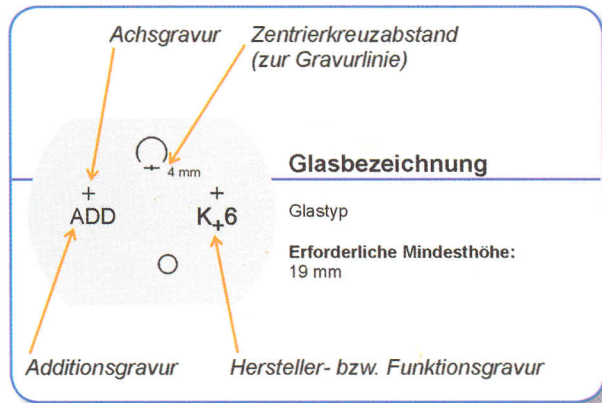 Achsgravur
Zentrierkreuzabstand
(zur Gravurlinie)
4 mm
Glasbezeichnung
ADD
K+6
Glastyp
Erforderliche Mindesthöhe:
19 mm
Additionsgravur
Hersteller- bzw. Funktionsgravur